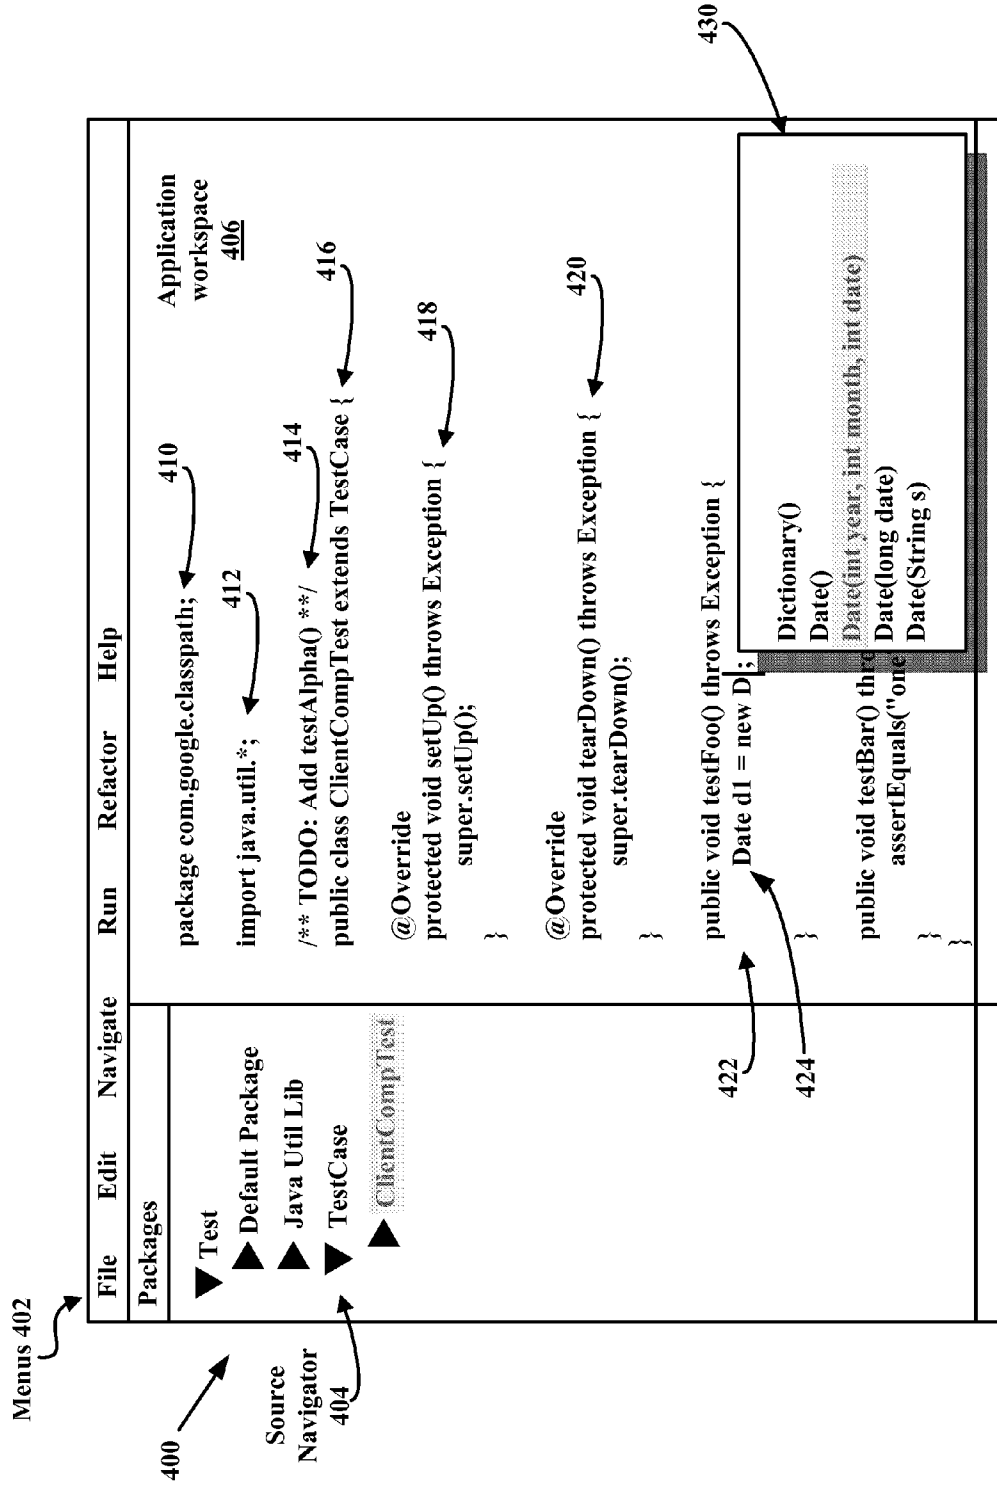 Menus 402
400
File Edit Navigate Run Refactor Help
Packages
Test
Default Package
Java Util Lib
TestCase
ClientCompTest
Source
Navigator
404
Application
workspace
406
package com.google.classpath;
410
import java.util.*;
412
/** TODO: Add testAlpha() **/
414
public class ClientCompTest extends TestCase {
416
@Override
protected void setUp() throws Exception {
418
super.setUp();
}
@Override
protected void tearDown() throws Exception {
420
super.tearDown();
}
public void testFoo() throws Exception {
422
Date d1 = new D|;
424
}
public void testBar() thro
assertEquals("one
}
}
Dictionary()
Date()
Date(int year, int month, int date)
Date(long date)
Date(String s)
430